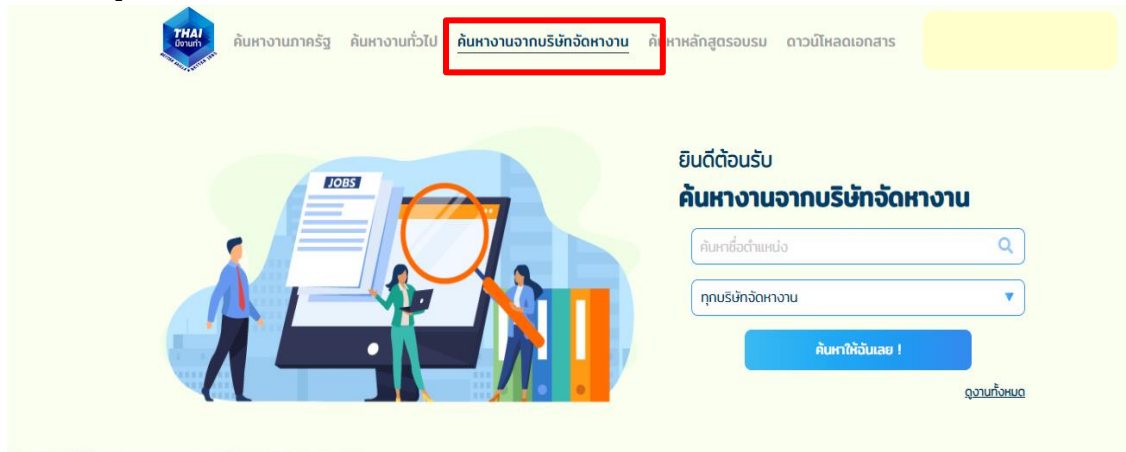 THAI
มีงานทำ
ค้นหางานภาครัฐ ค้นหางานทั่วไป ค้นหางานจากบริษัทจัดหางาน ค้นหาหลักสูตรอบรม ดาวน์โหลดเอกสาร
JOBS
ยินดีต้อนรับ
ค้นหางานจากบริษัทจัดหางาน
ค้นหาชื่อตำแหน่ง
ทุกบริษัทจัดหางาน
ค้นหาให้ฉันเลย !
ดูงานทั้งหมด